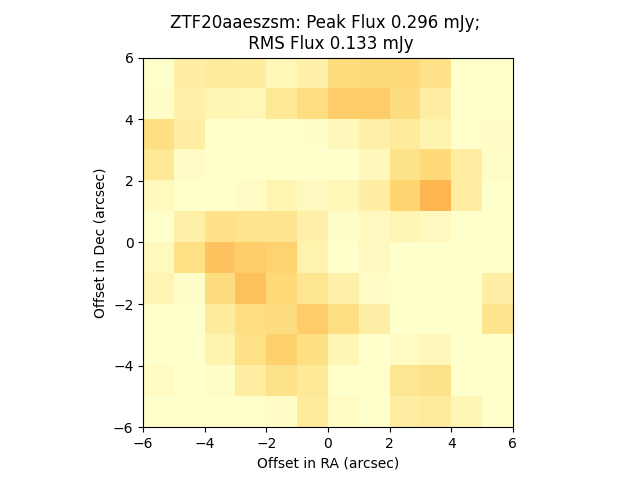 ZTF20aaeszsm: Peak Flux 0.296 mJy;
RMS Flux 0.133 mJy
6
4
2
0
−2
−4
−6
Offset in Dec (arcsec)
−6 −4 −2 0 2 4 6
Offset in RA (arcsec)